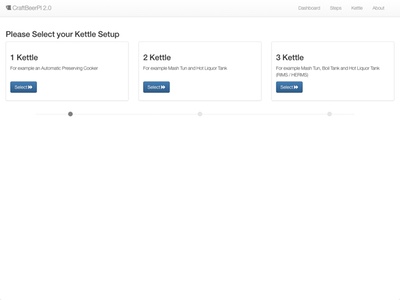 CraftBeerPI 2.0
Dashboard Steps Kettle About
Please Select your Kettle Setup
1 Kettle
For example an Automatic Preserving Cooker
Select
2 Kettle
For example Mash Tun and Hot Liquor Tank
Select
3 Kettle
For example Mash Tun, Boil Tank and Hot Liquor Tank
(RIMS / HERMS)
Select